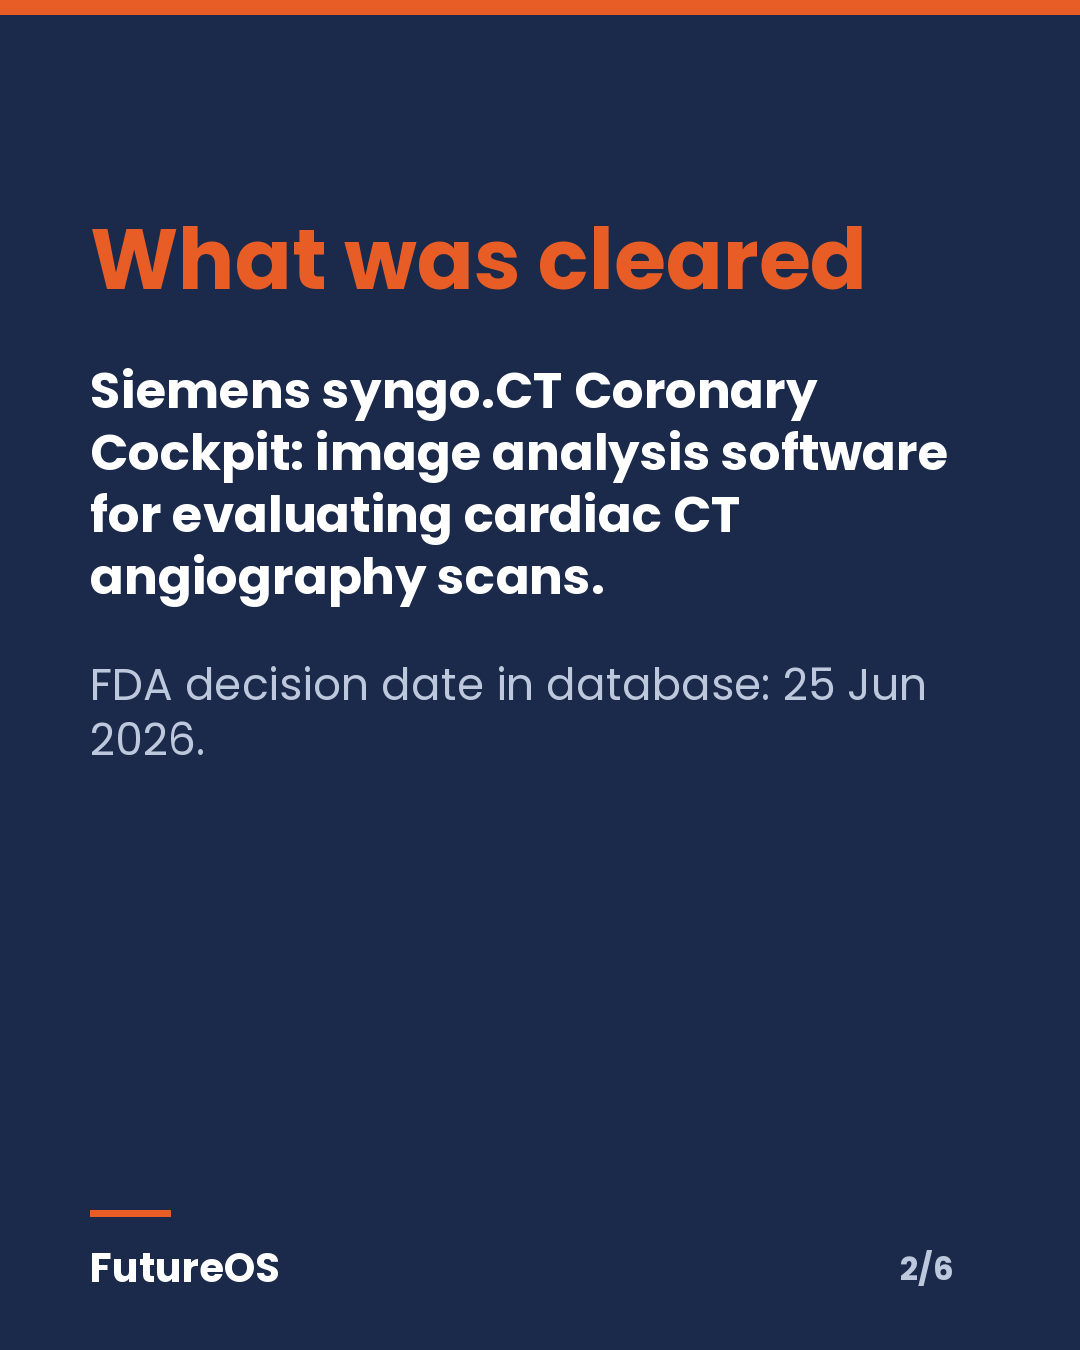 What was cleared
Siemens syngo.CT Coronary
Cockpit: image analysis software
for evaluating cardiac CT
angiography scans.
FDA decision date in database: 25 Jun
2026.
FutureOS
2/6